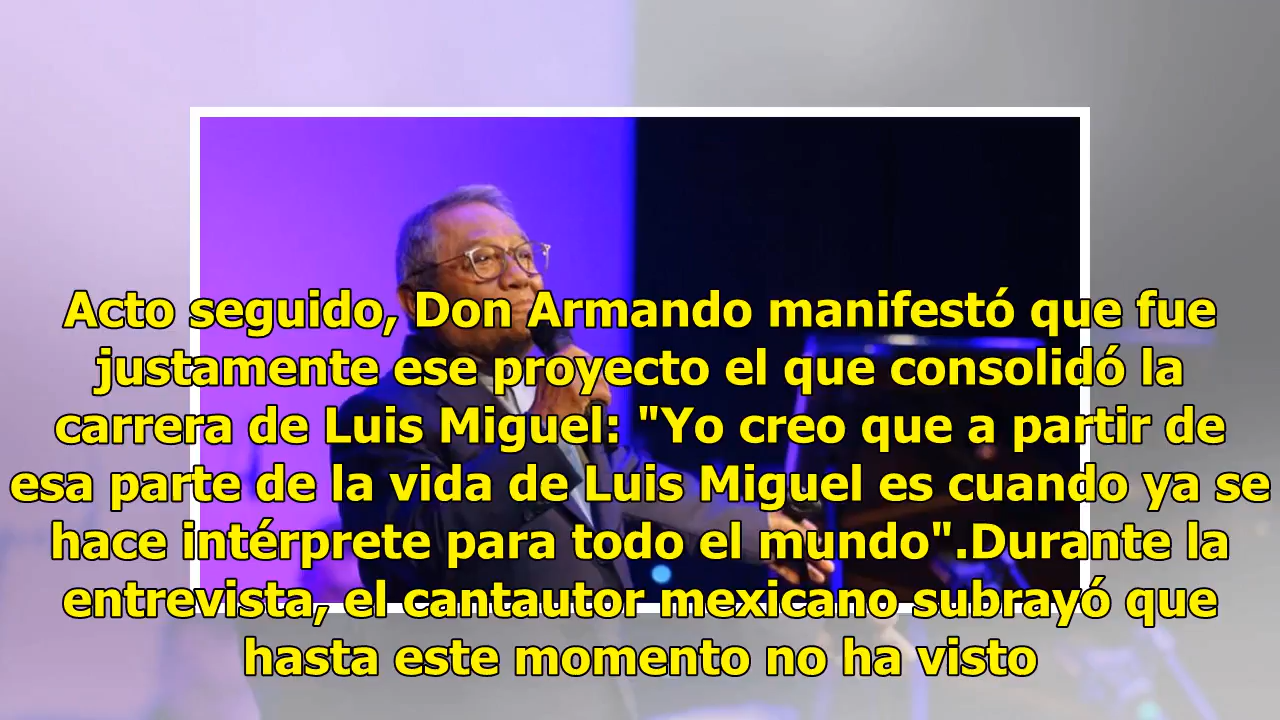 Acto seguido, Don Armando manifestó que fue
justamente ese proyecto el que consolidó la
carrera de Luis Miguel: "Yo creo que a partir de
esa parte de la vida de Luis Miguel es cuando ya se
hace intérprete para todo el mundo".Durante la
entrevista, el cantautor mexicano subrayó que
hasta este momento no ha visto